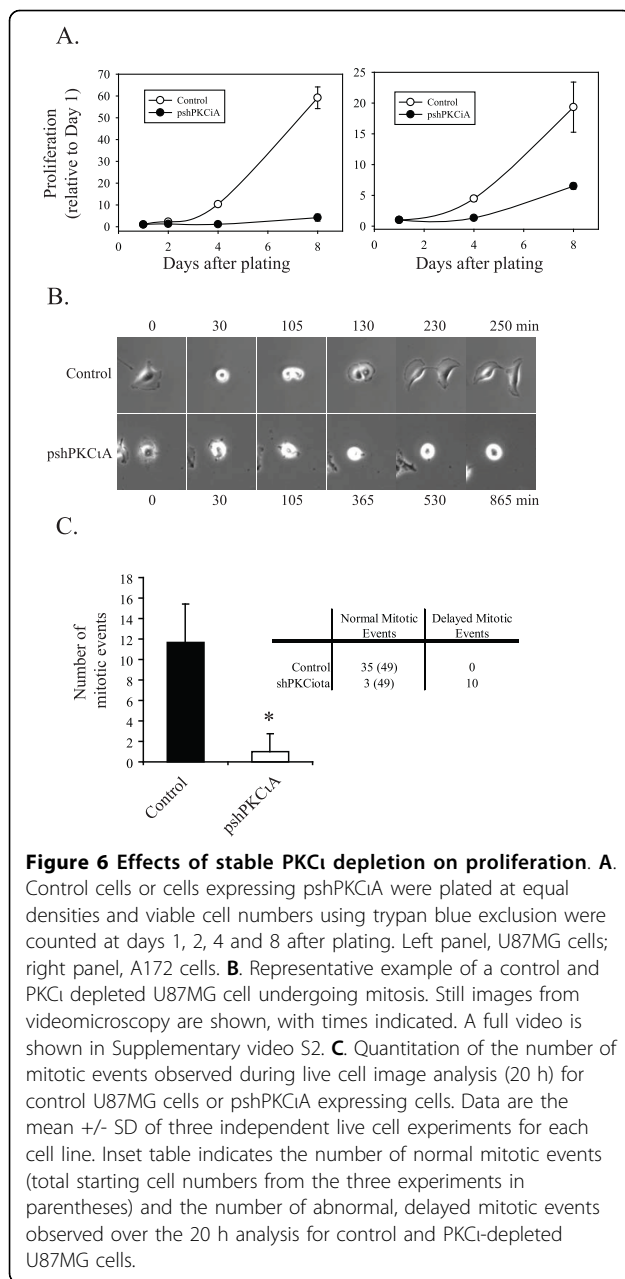 A.
Proliferation
(relative to Day 1)
70
60
50
40
30
20
10
0
Control
pshPKCiA
0 2 4 6 8
Days after plating
25
20
15
10
5
0
Control
pshPKCiA
0 2 4 6 8
Days after plating
B.
0 30 105 130 230 250 min
Control
pshPKCιA
0 30 105 365 530 865 min
C.
Number of
mitotic events
18
16
14
12
10
8
6
4
2
0
*
Control
pshPKCιA
Normal Mitotic Events Delayed Mitotic Events
Control 35 (49) 0
shPKCiota 3 (49) 10
Figure 6 Effects of stable PKCι depletion on proliferation. A.
Control cells or cells expressing pshPKCιA were plated at equal
densities and viable cell numbers using trypan blue exclusion were
counted at days 1, 2, 4 and 8 after plating. Left panel, U87MG cells;
right panel, A172 cells. B. Representative example of a control and
PKCι depleted U87MG cell undergoing mitosis. Still images from
videomicroscopy are shown, with times indicated. A full video is
shown in Supplementary video S2. C. Quantitation of the number of
mitotic events observed during live cell image analysis (20 h) for
control U87MG cells or pshPKCιA expressing cells. Data are the
mean +/- SD of three independent live cell experiments for each
cell line. Inset table indicates the number of normal mitotic events
(total starting cell numbers from the three experiments in
parentheses) and the number of abnormal, delayed mitotic events
observed over the 20 h analysis for control and PKCι-depleted
U87MG cells.